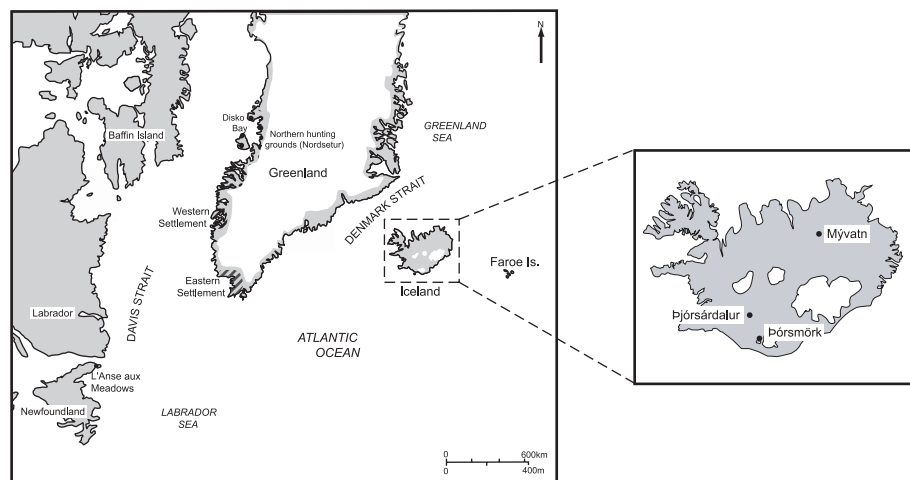 N
Disko
Bay
Northern hunting
grounds (Nordsetur)
GREENLAND
SEA
Baffin Island
Greenland
Western
Settlement
DENMARK STRAIT
Mývatn
Faroe Is.
Eastern
Settlement
Iceland
DAVIS STRAIT
Labrador
Þjórsárdalur
Þórsmörk
ATLANTIC
OCEAN
L'Anse aux
Meadows
Newfoundland
LABRADOR
SEA
0 600km
0 400m